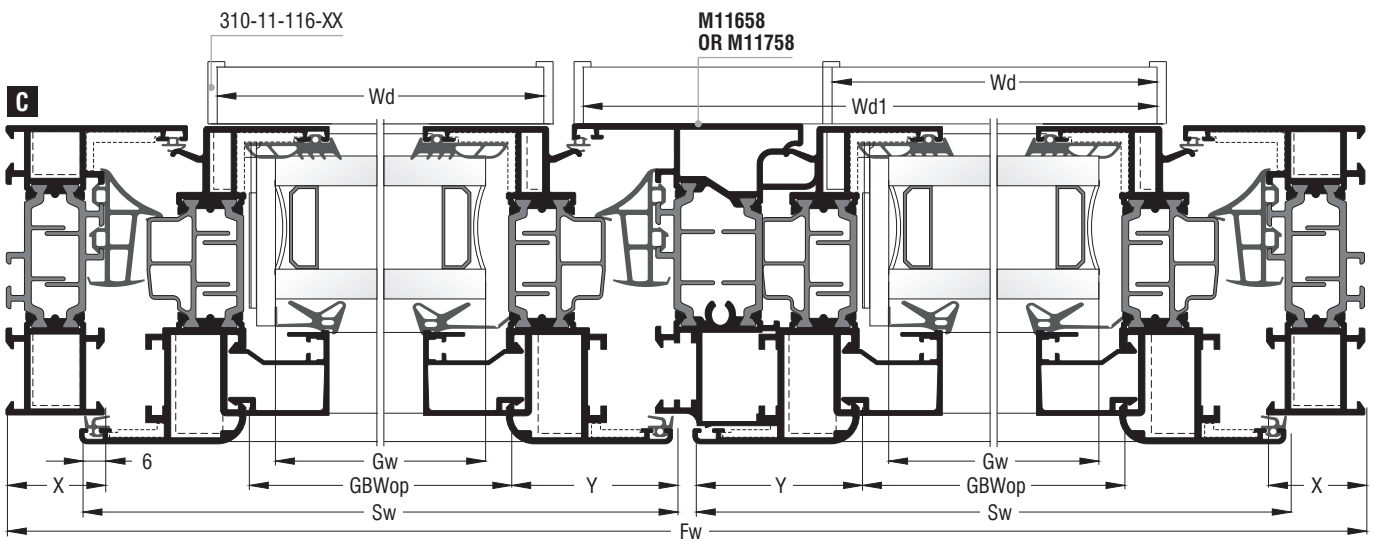 310-11-116-XX
M11658
OR M11758
C
Wd
Wd
Wd1
6
Gw
Gw
X
GBWop
Y
Y
GBWop
X
Sw
Sw
Fw